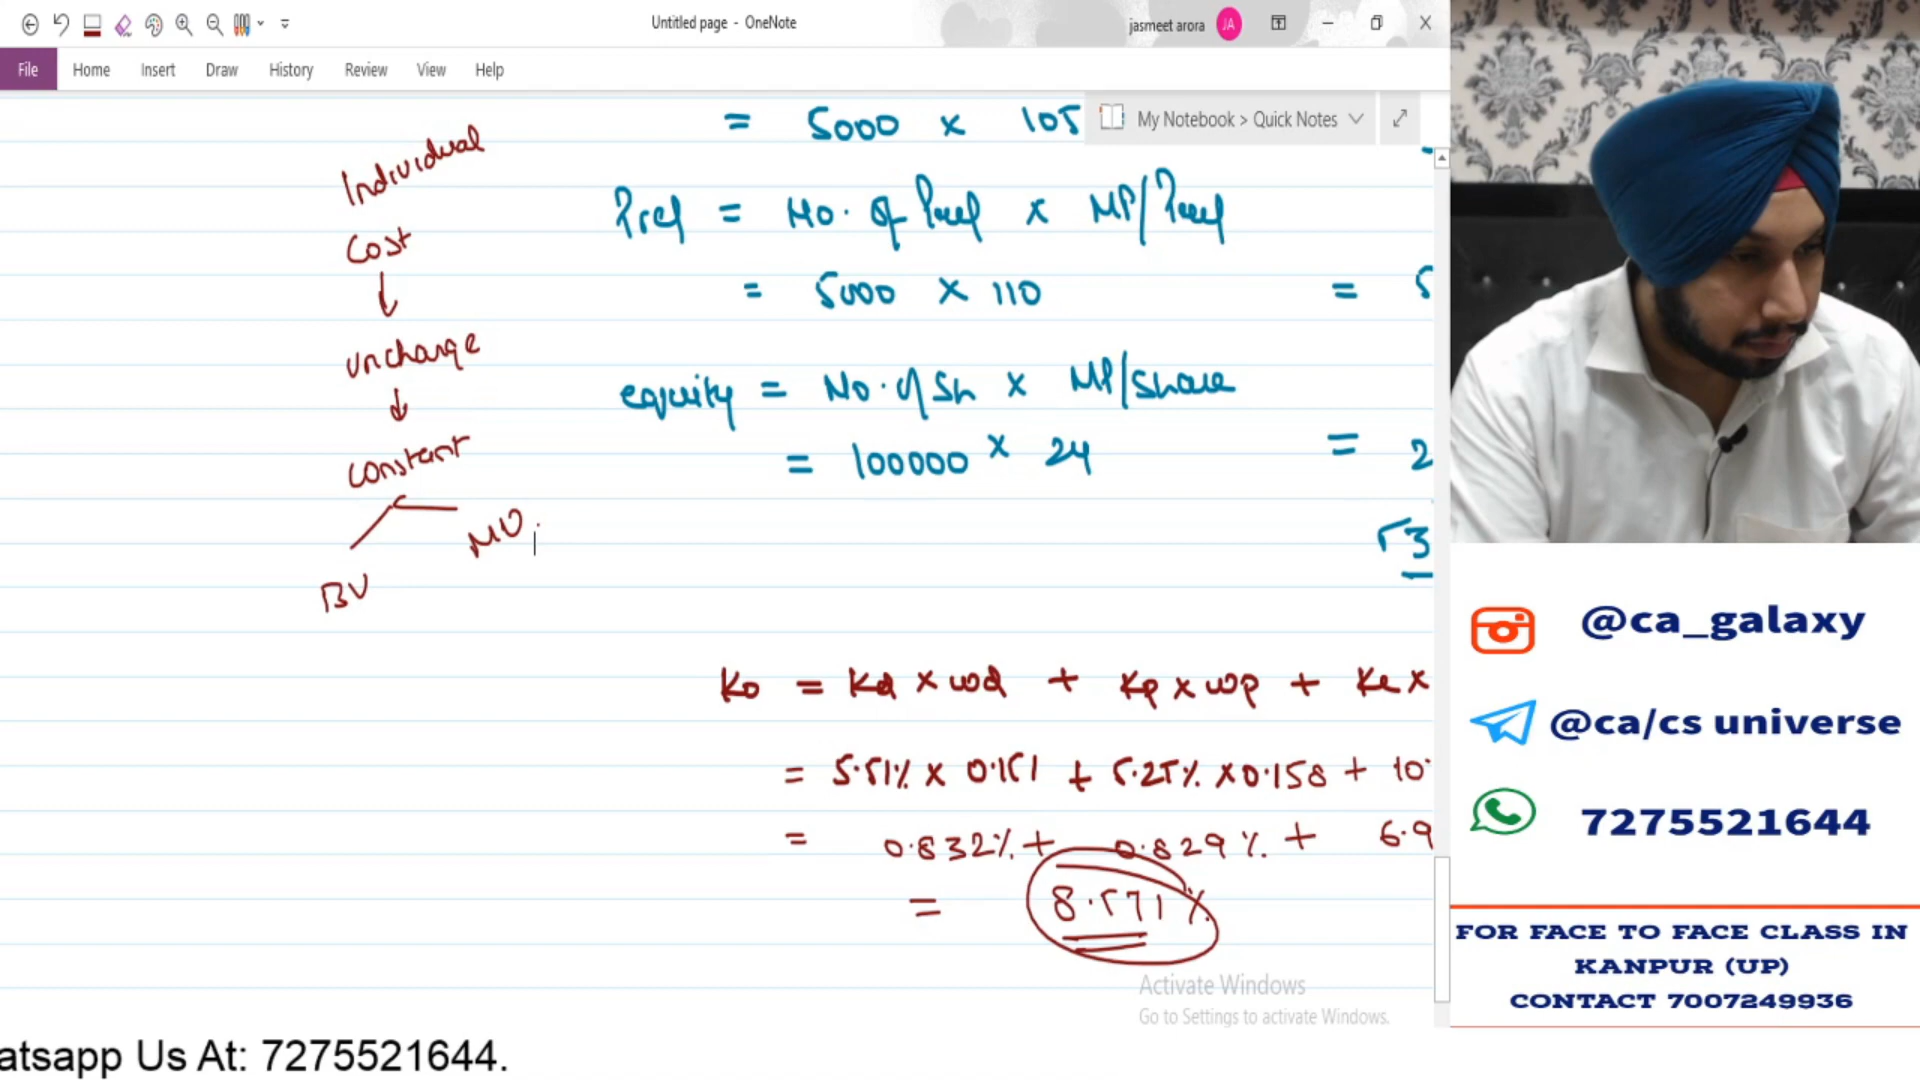 Untitled page - OneNote
jasmeet arora JA
File Home Insert Draw History Review View Help
My Notebook > Quick Notes
= 5000 x 105
Pref = No. of Pref x MP/Pref
= 5000 x 110 = 5
equity = No. of Sh x MP/Share
= 100000 x 24 = 2
Individual
Cost
↓
Uncharge
↓
Constant
BV
MV
Ko = Kd x wd + Kp x wp + Ke x
= 5.51% x 0.151 + 5.25% x 0.158 + 10.
= 0.832% + 0.829% + 6.9
= 8.571%
Activate Windows
Go to Settings to activate Windows.
@ca_galaxy
@ca/cs universe
7275521644
FOR FACE TO FACE CLASS IN
KANPUR (UP)
CONTACT 7007249936
atsapp Us At: 7275521644.